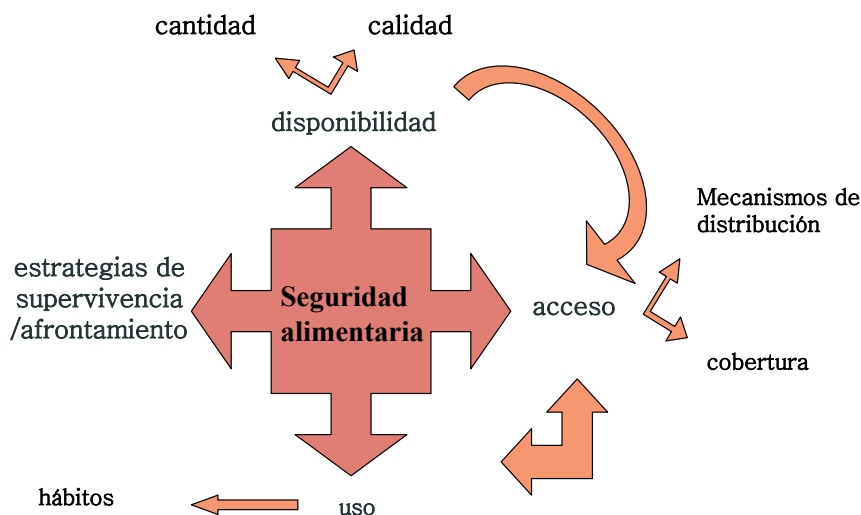 cantidad
calidad
disponibilidad
Mecanismos de
distribución
estrategias de
supervivencia
/afrontamiento
Seguridad
alimentaria
acceso
cobertura
hábitos
uso